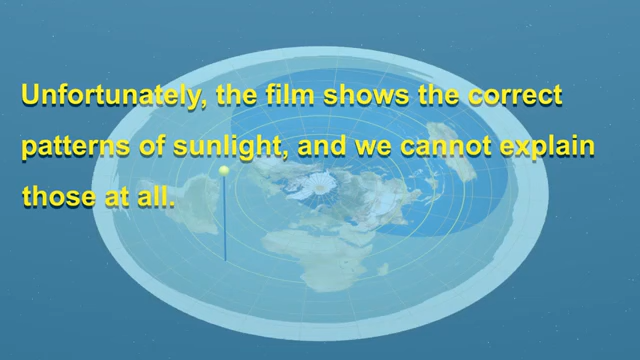 Unfortunately, the film shows the correct
patterns of sunlight, and we cannot explain
those at all.